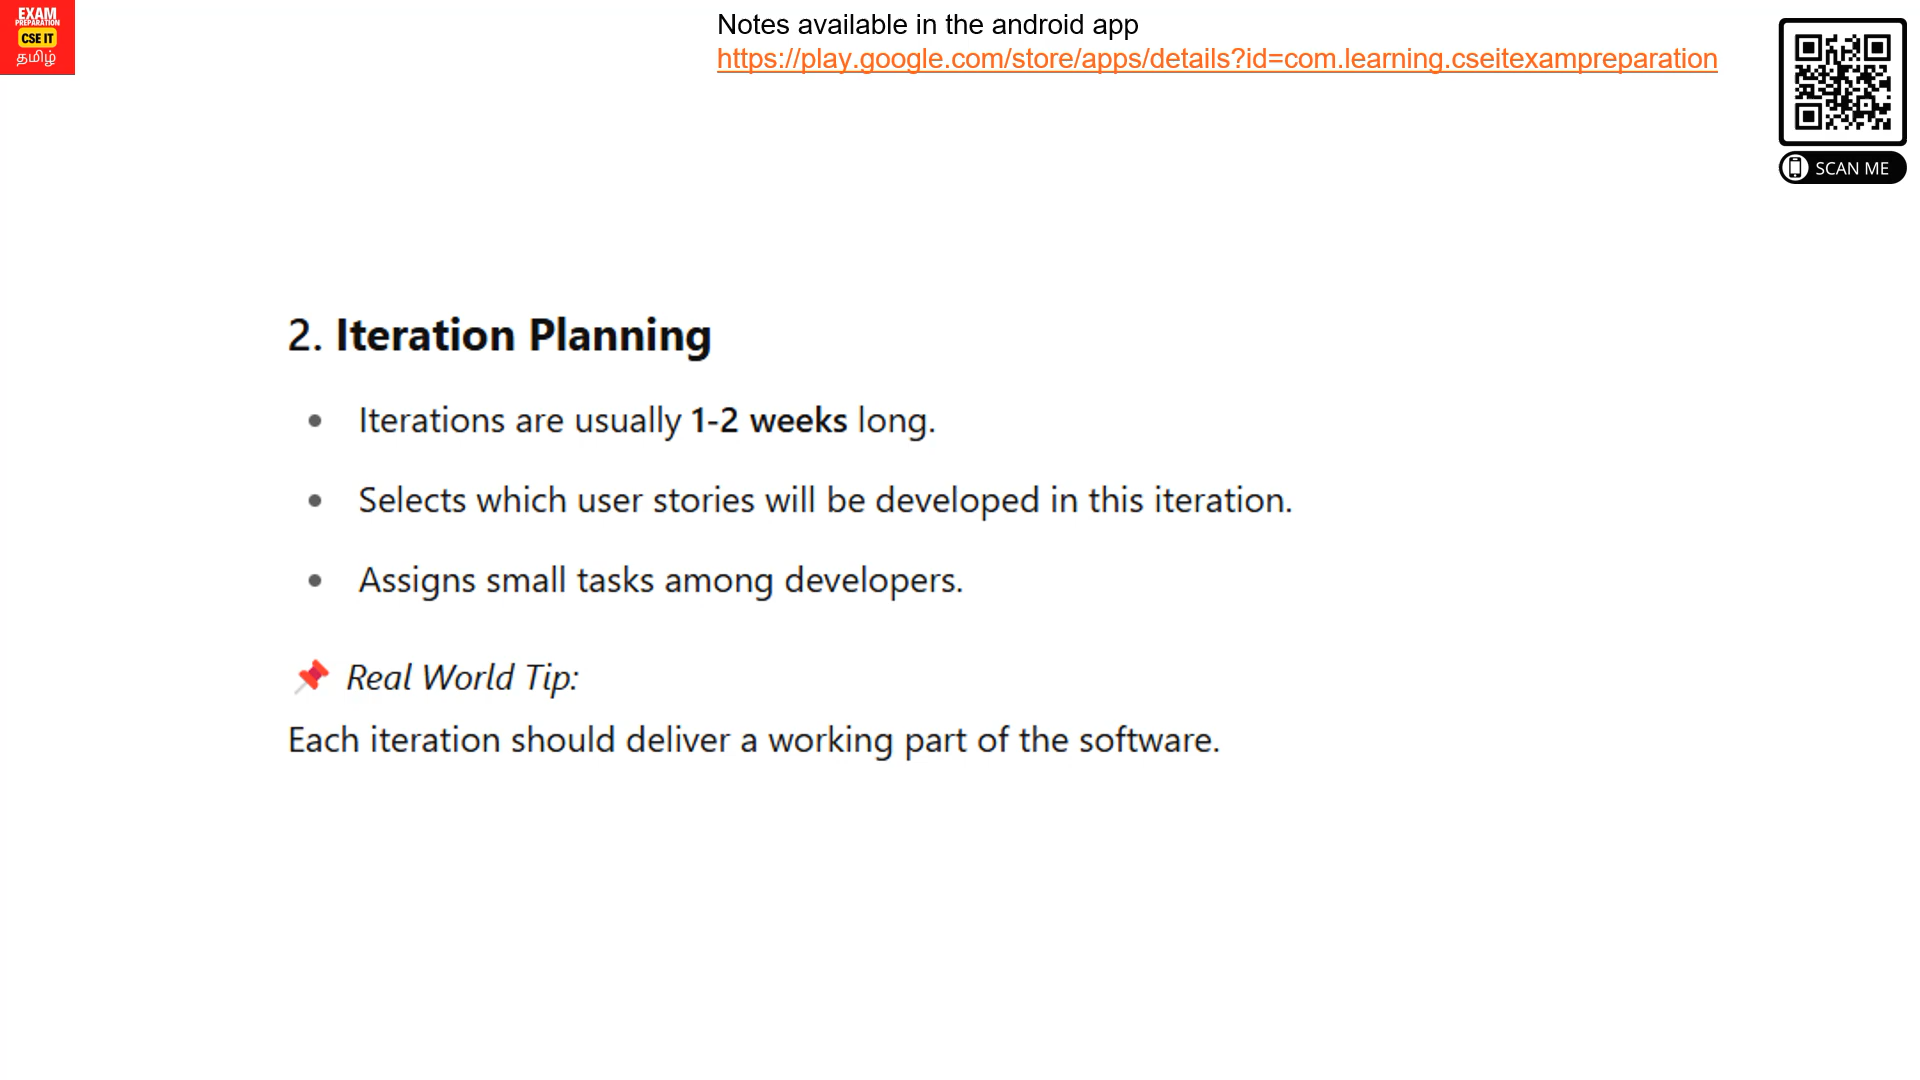 EXAM
PREPARATION
CSE IT
தமிழ்
Notes available in the android app
https://play.google.com/store/apps/details?id=com.learning.cseitexampreparation
SCAN ME
2. Iteration Planning
• Iterations are usually 1-2 weeks long.
• Selects which user stories will be developed in this iteration.
• Assigns small tasks among developers.
📌 Real World Tip:
Each iteration should deliver a working part of the software.